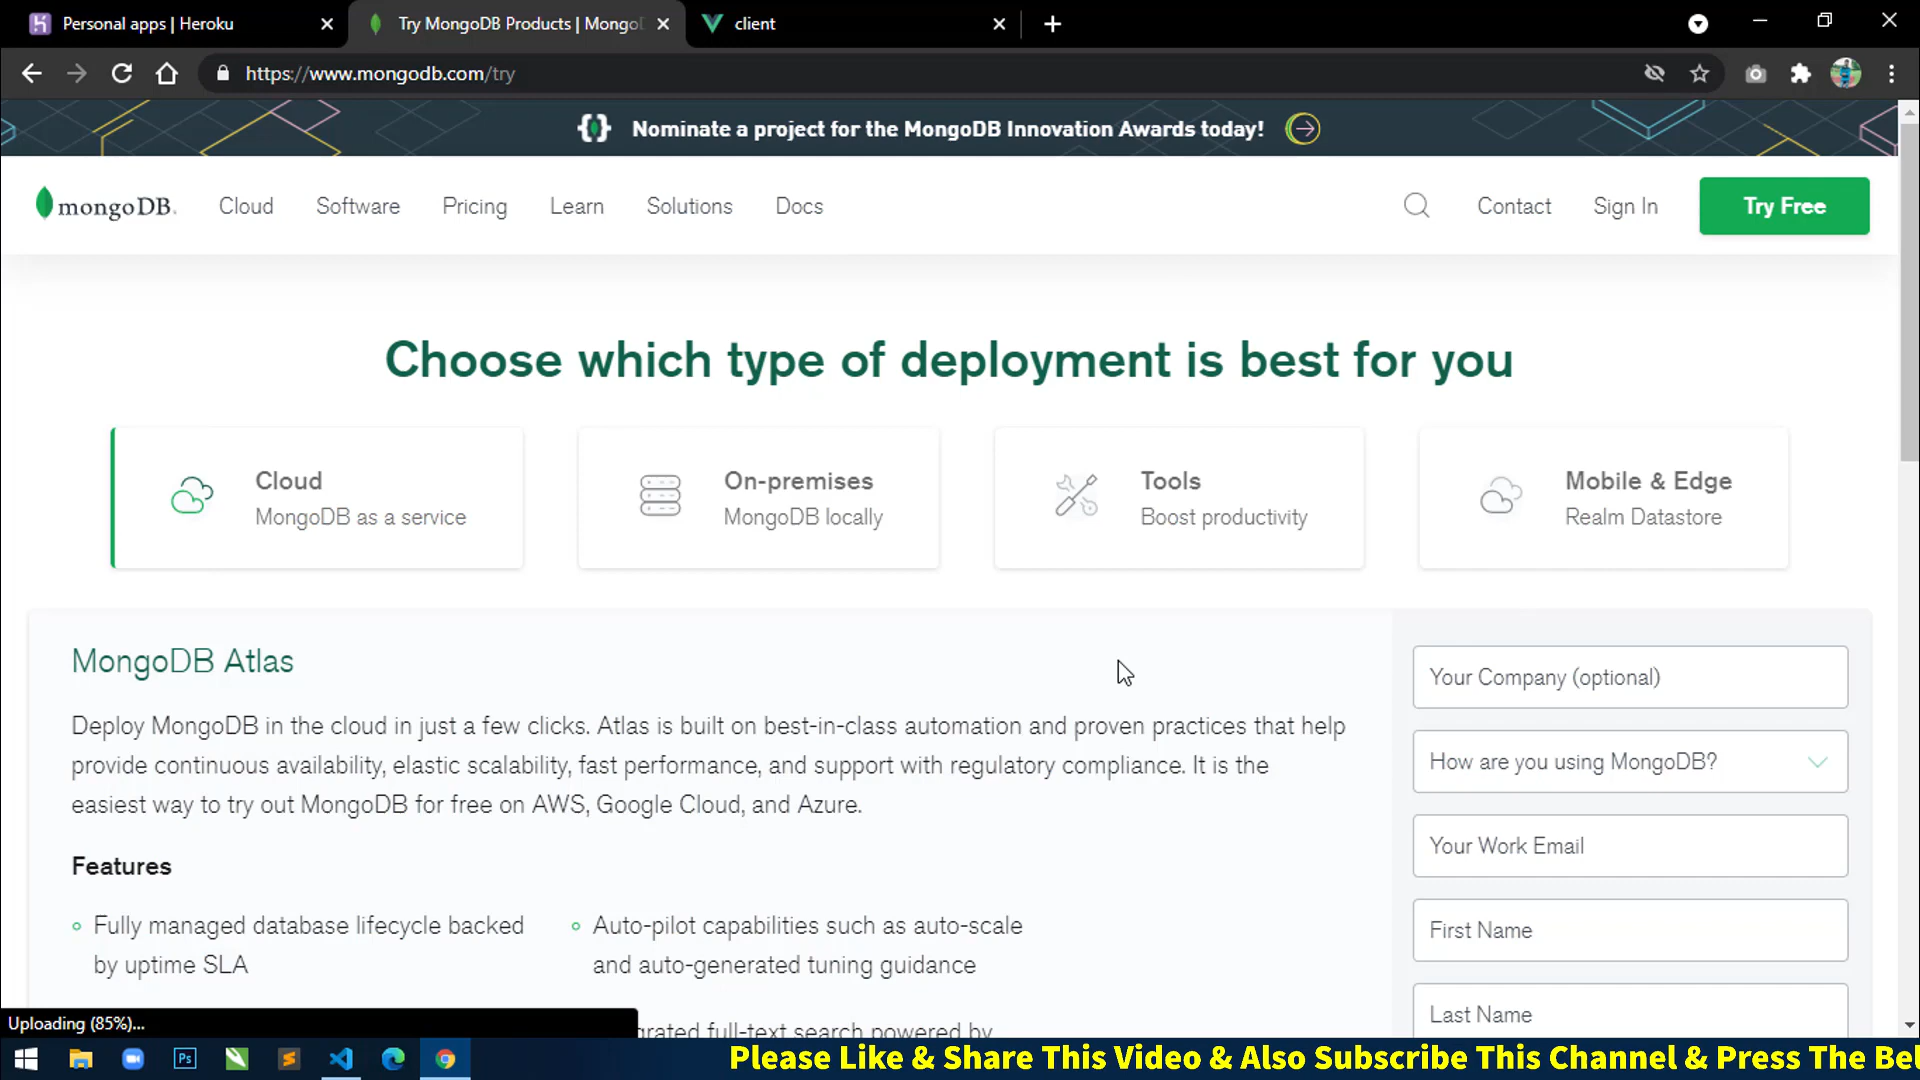 Personal apps | Heroku
Try MongoDB Products | Mongo
client
https://www.mongodb.com/try
Nominate a project for the MongoDB Innovation Awards today!
mongoDB.
Cloud
Software
Pricing
Learn
Solutions
Docs
Contact
Sign In
Try Free
Choose which type of deployment is best for you
Cloud
MongoDB as a service
On-premises
MongoDB locally
Tools
Boost productivity
Mobile & Edge
Realm Datastore
MongoDB Atlas
Deploy MongoDB in the cloud in just a few clicks. Atlas is built on best-in-class automation and proven practices that help
provide continuous availability, elastic scalability, fast performance, and support with regulatory compliance. It is the
easiest way to try out MongoDB for free on AWS, Google Cloud, and Azure.
Features
Fully managed database lifecycle backed
by uptime SLA
Auto-pilot capabilities such as auto-scale
and auto-generated tuning guidance
full-text search powered by
Your Company (optional)
How are you using MongoDB?
Your Work Email
First Name
Last Name
Uploading (85%)...
Ps
Please Like & Share This Video & Also Subscribe This Channel & Press The Bel